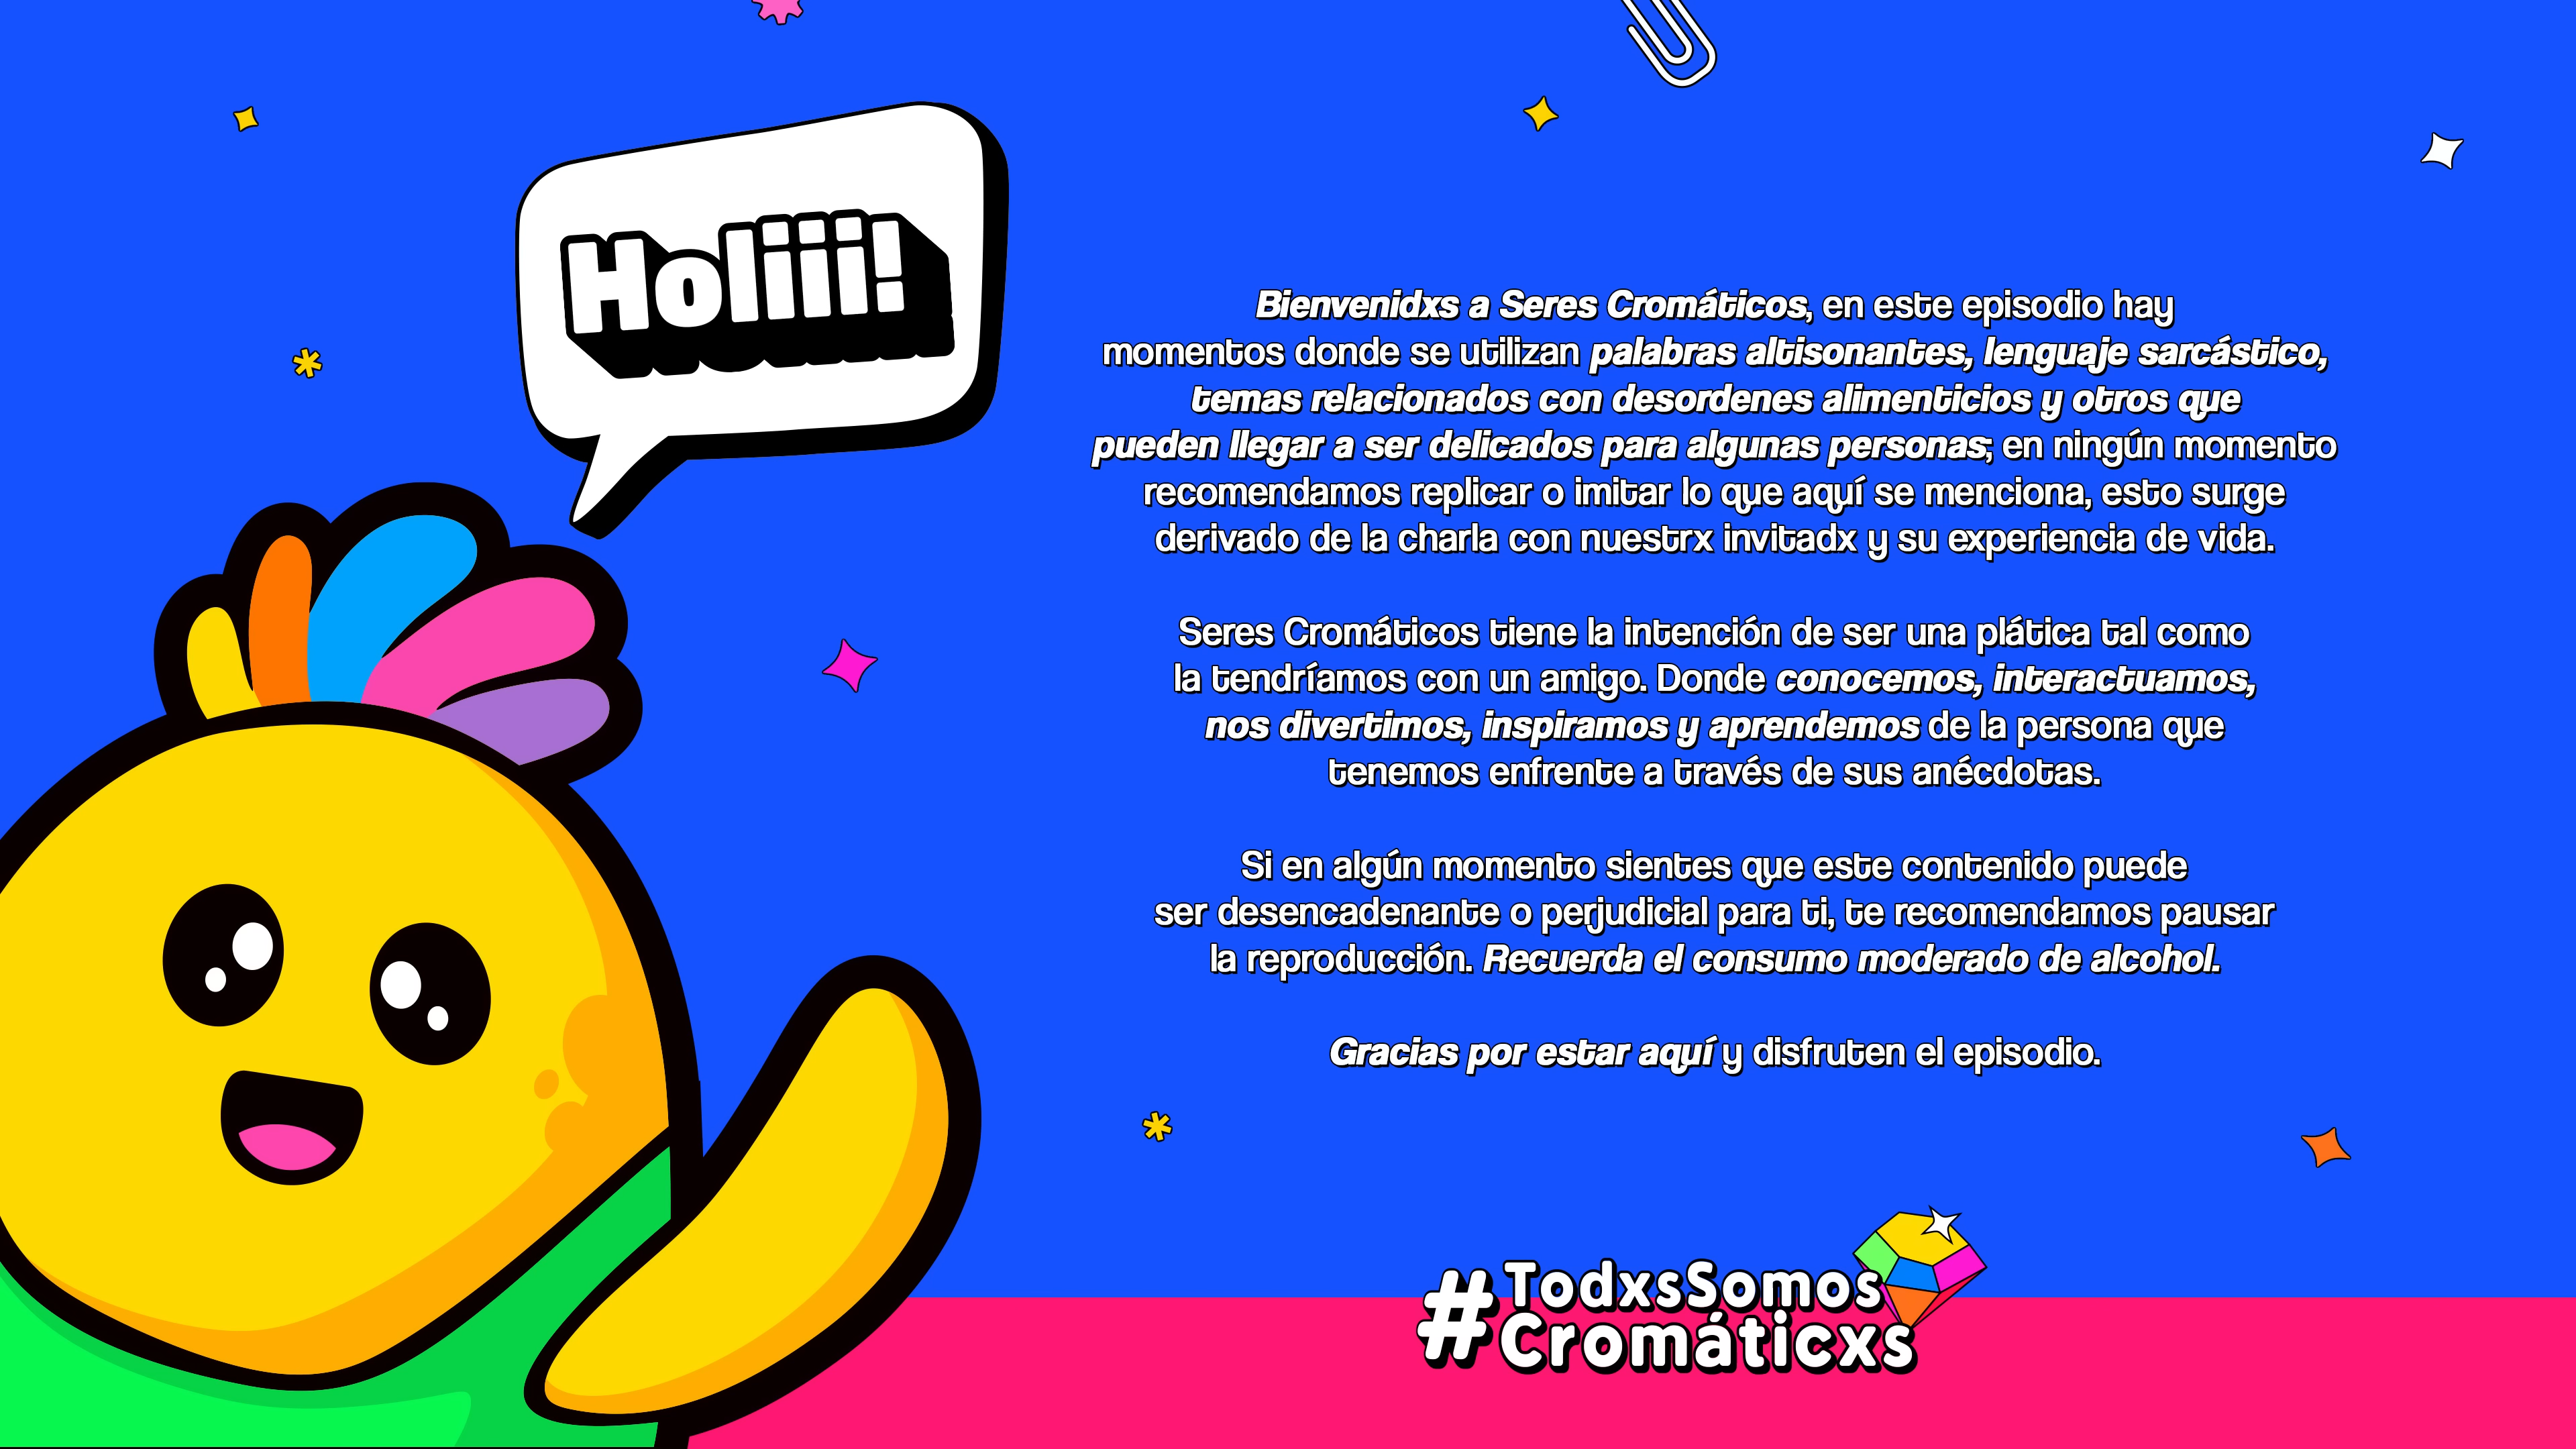 Holiii!
Bienvenidxs a Seres Cromáticos, en este episodio hay
momentos donde se utilizan palabras altisonantes, lenguaje sarcástico,
temas relacionados con desordenes alimenticios y otros que
pueden llegar a ser delicados para algunas personas; en ningún momento
recomendamos replicar o imitar lo que aquí se menciona, esto surge
derivado de la charla con nuestrx invitadx y su experiencia de vida.
Seres Cromáticos tiene la intención de ser una plática tal como
la tendríamos con un amigo. Donde conocemos, interactuamos,
nos divertimos, inspiramos y aprendemos de la persona que
tenemos enfrente a través de sus anécdotas.
Si en algún momento sientes que este contenido puede
ser desencadenante o perjudicial para ti, te recomendamos pausar
la reproducción. Recuerda el consumo moderado de alcohol.
Gracias por estar aquí y disfruten el episodio.
#TodxsSomos
Cromáticxs